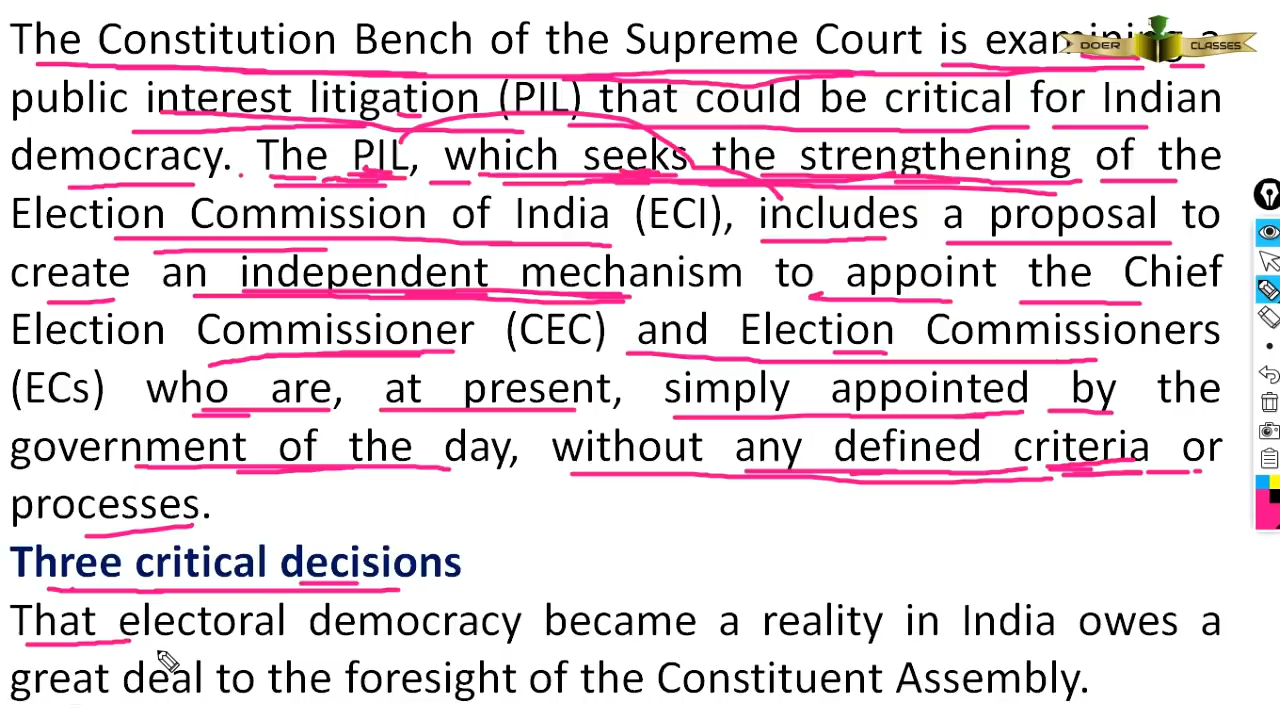 The Constitution Bench of the Supreme Court is examining a
DOER CLASSES
public interest litigation (PIL) that could be critical for Indian
democracy. The PIL, which seeks the strengthening of the
Election Commission of India (ECI), includes a proposal to
create an independent mechanism to appoint the Chief
Election Commissioner (CEC) and Election Commissioners
(ECs) who are, at present, simply appointed by the
government of the day, without any defined criteria or
processes.
Three critical decisions
That electoral democracy became a reality in India owes a
great deal to the foresight of the Constituent Assembly.